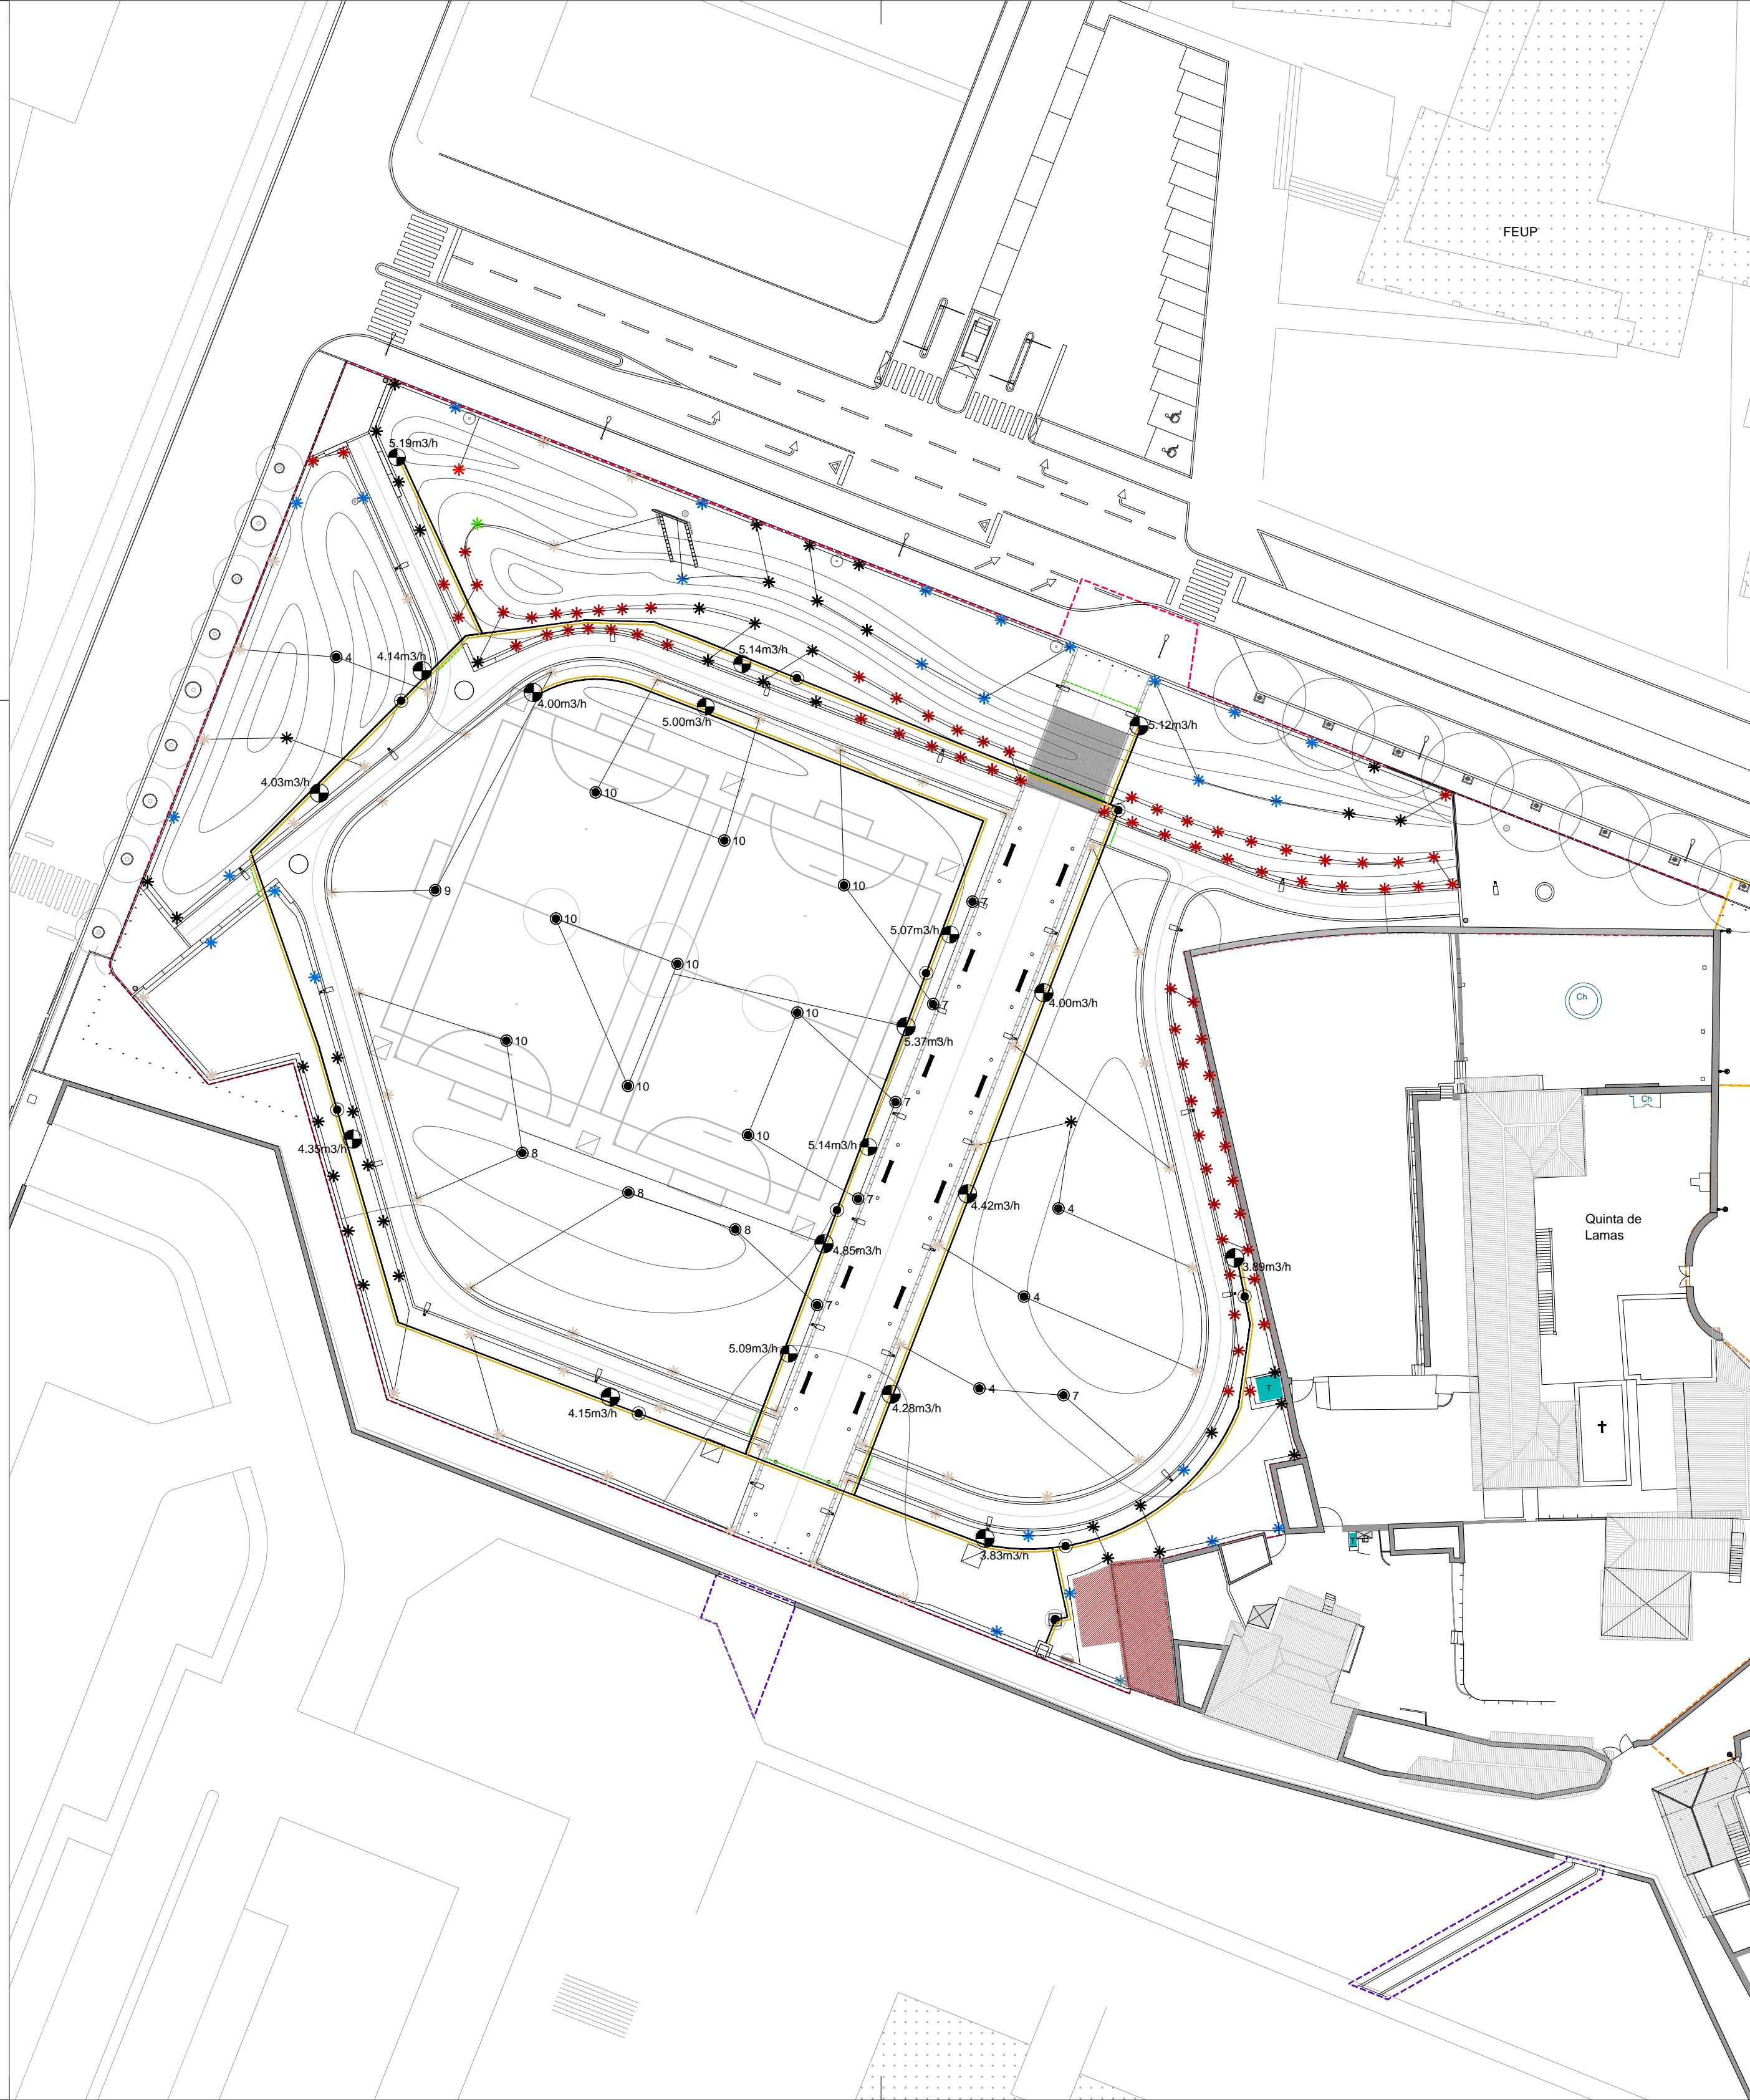 FEUP
5.19m3/h
4
4.14m3/h
5.14m3/h
4.00m3/h
5.00m3/h
5.12m3/h
4.03m3/h
10
10
9
10
7
10
5.07m3/h
10
Ch
7
4.00m3/h
10
5.37m3/h
10
10
7
Ch
10
5.14m3/h
4.35m3/h
8
8
7
4.42m3/h
4
Quinta de
Lamas
8
4.85m3/h
3.89m3/h
7
4
5.09m3/h
4
7
T
4.15m3/h
4.28m3/h
3.83m3/h
T